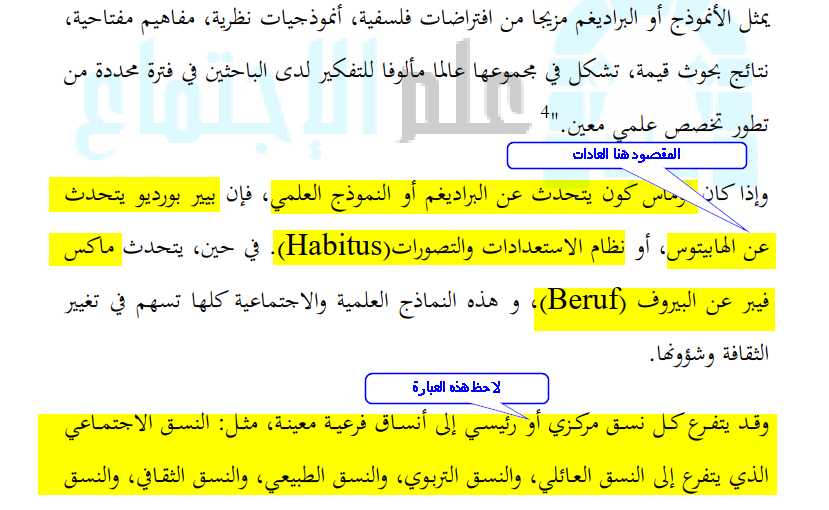 يمثل الأنموذج أو البراديغم مزيجا من افتراضات فلسفية، أنموذجيات نظرية، مفاهيم مفتاحية،
نتائج بحوث قيمة، تشكل في مجموعها عالما مألوفا للتفكير لدى الباحثين في فترة محددة من
علم الإجتماع
تطور تخصص علمي معين."4
المقصود هنا العادات
وإذا كان كون يتحدث عن البراديغم أو النموذج العلمي، فإن بيير بورديو يتحدث
عن الهابيتوس، أو نظام الاستعدادات والتصورات(Habitus). في حين، يتحدث ماكس
فيبر عن البيروف (Beruf)، و هذه النماذج العلمية والاجتماعية كلها تسهم في تغيير
الثقافة وشؤونها.
لاحظ هذه العبارة
وقد يتفرع كل نسق مركزي أو رئيسي إلى أنساق فرعية معينة، مثل: النسق الاجتماعي
الذي يتفرع إلى النسق العائلي، والنسق التربوي، والنسق الطبيعي، والنسق الثقافي، والنسق